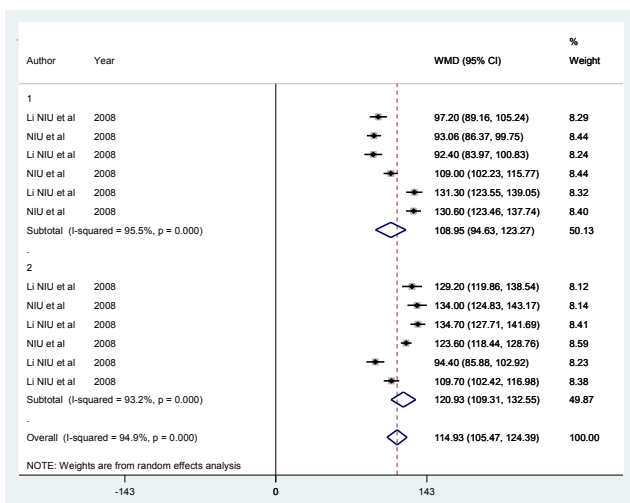 %
Author Year WMD (95% CI) Weight
1
Li NIU et al 2008 97.20 (89.16, 105.24) 8.29
NIU et al 2008 93.06 (86.37, 99.75) 8.44
Li NIU et al 2008 92.40 (83.97, 100.83) 8.24
NIU et al 2008 109.00 (102.23, 115.77) 8.44
Li NIU et al 2008 131.30 (123.55, 139.05) 8.32
NIU et al 2008 130.60 (123.46, 137.74) 8.40
Subtotal (I-squared = 95.5%, p = 0.000) 108.95 (94.63, 123.27) 50.13
.
2
Li NIU et al 2008 129.20 (119.86, 138.54) 8.12
NIU et al 2008 134.00 (124.83, 143.17) 8.14
Li NIU et al 2008 134.70 (127.71, 141.69) 8.41
NIU et al 2008 123.60 (118.44, 128.76) 8.59
Li NIU et al 2008 94.40 (85.88, 102.92) 8.23
NIU et al 2008 109.70 (102.42, 116.98) 8.38
Subtotal (I-squared = 93.2%, p = 0.000) 120.93 (109.31, 132.55) 49.87
.
Overall (I-squared = 94.9%, p = 0.000) 114.93 (105.47, 124.39) 100.00
NOTE: Weights are from random effects analysis
-143 0 143